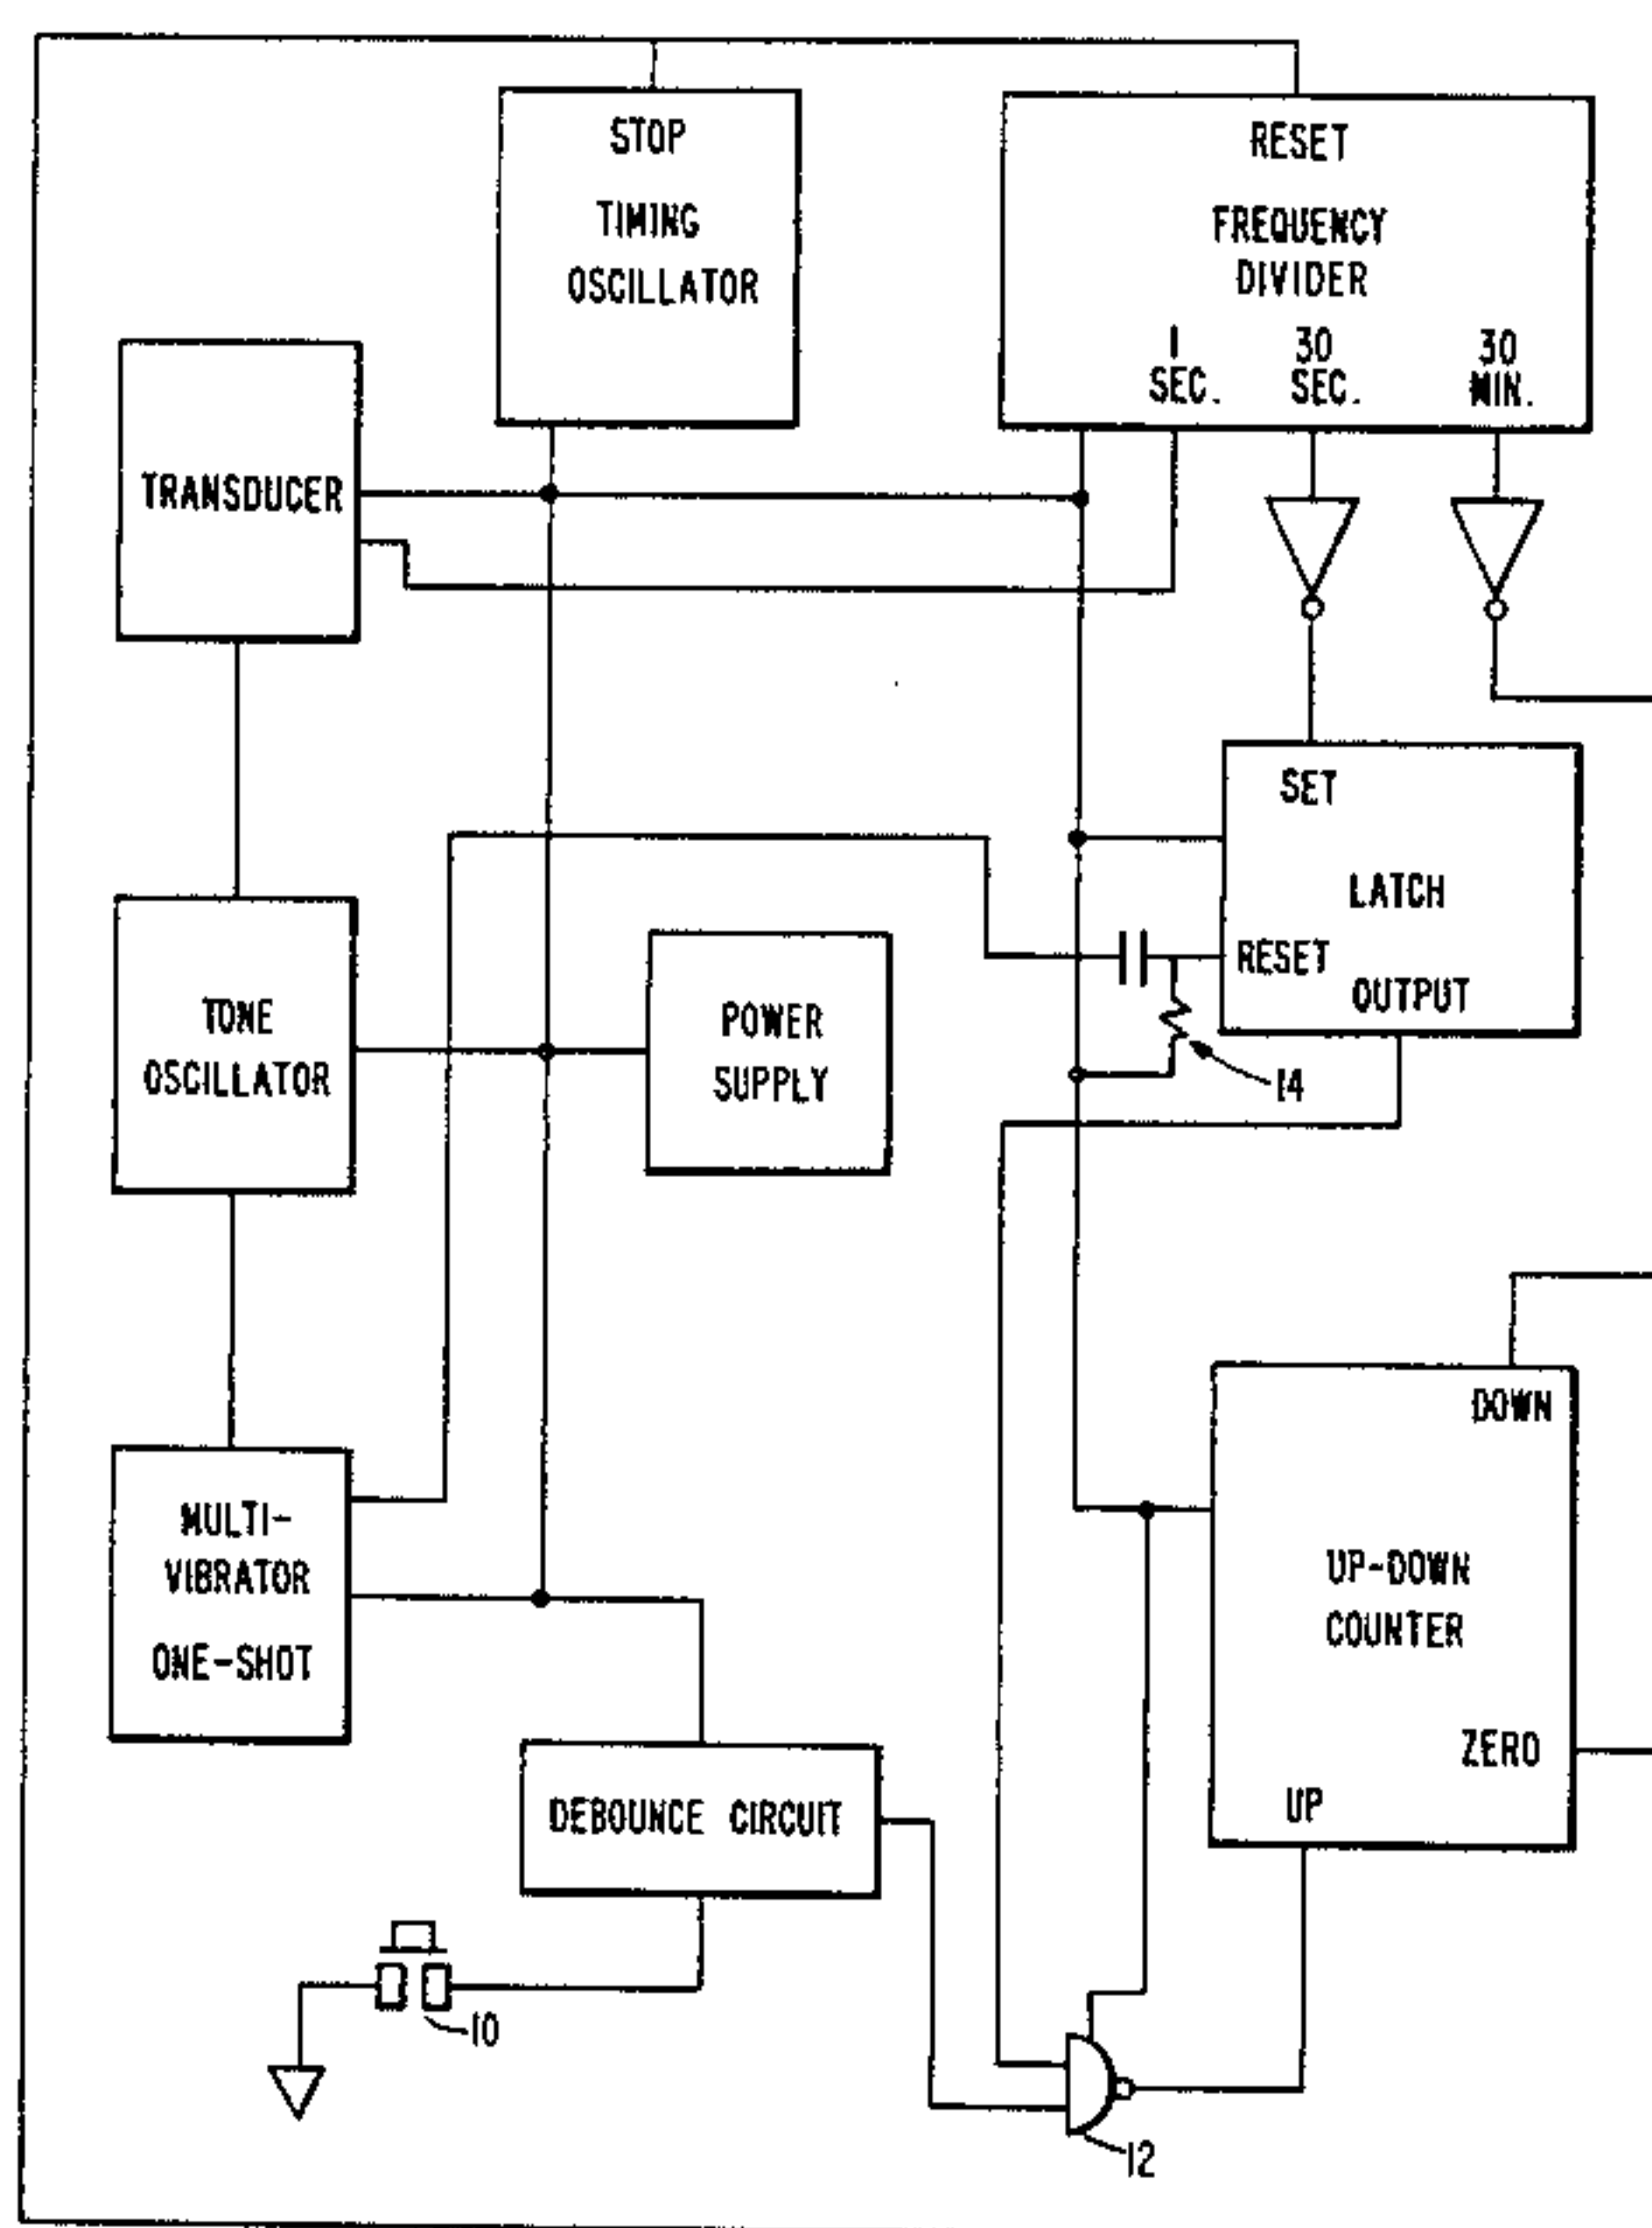 STOP
TIMING
OSCILLATOR
RESET
FREQUENCY
DIVIDER
1
SEC.
30
SEC.
30
MIN.
TRANSDUCER
SET
LATCH
RESET
OUTPUT
14
TONE
OSCILLATOR
POWER
SUPPLY
DOWN
UP-DOWN
COUNTER
ZERO
UP
MULTI-
VIBRATOR
ONE-SHOT
DEBOUNCE CIRCUIT
10
12